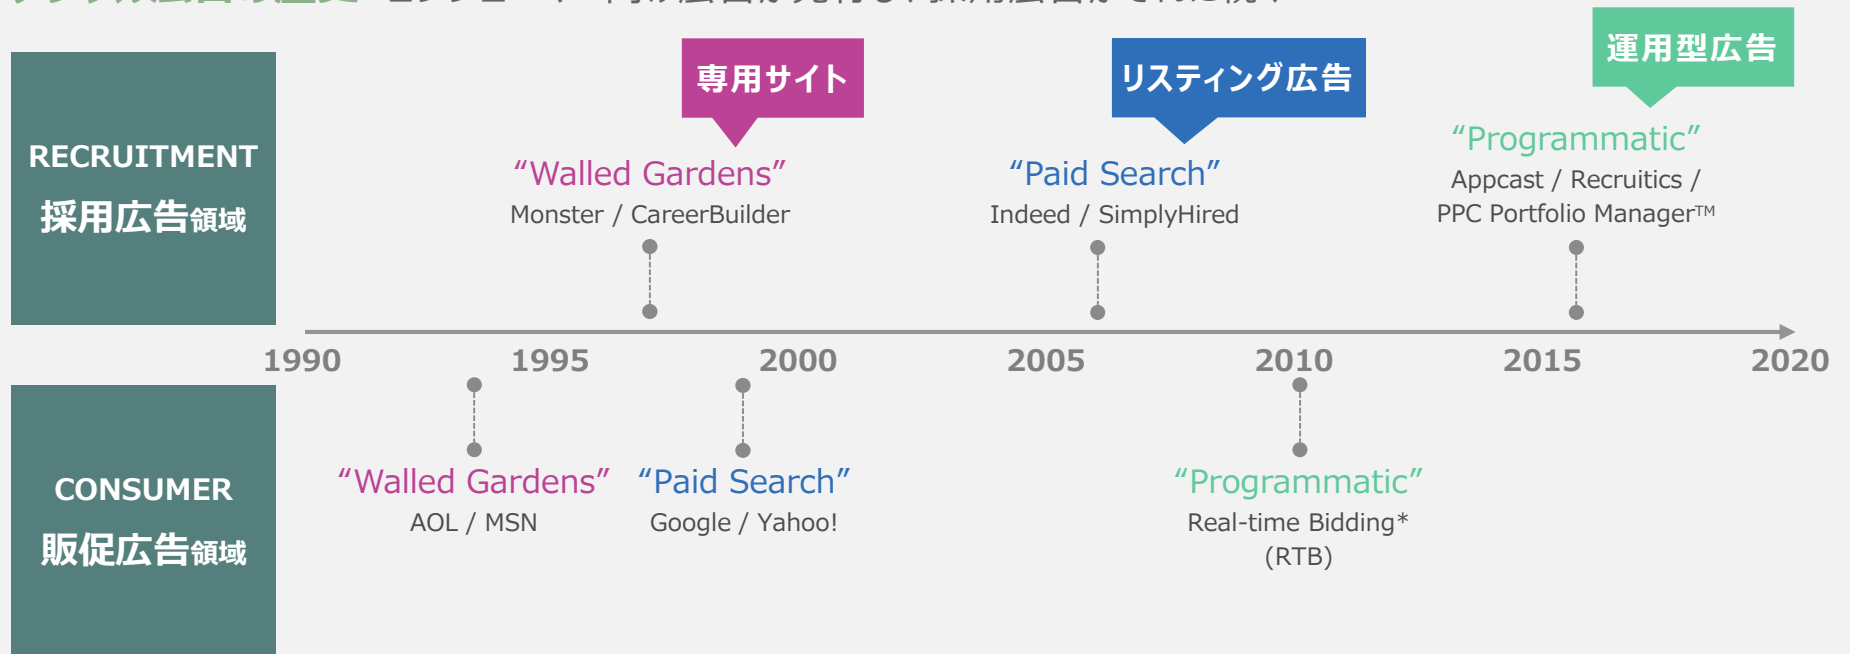 専用サイト
リスティング広告
運用型広告
RECRUITMENT
採用広告領域
“Walled Gardens”
Monster / CareerBuilder
“Paid Search”
Indeed / SimplyHired
“Programmatic”
Appcast / Recruitics /
PPC Portfolio Manager™
1990 1995 2000 2005 2010 2015 2020
CONSUMER
販促広告領域
“Walled Gardens”
AOL / MSN
“Paid Search”
Google / Yahoo!
“Programmatic”
Real-time Bidding*
(RTB)